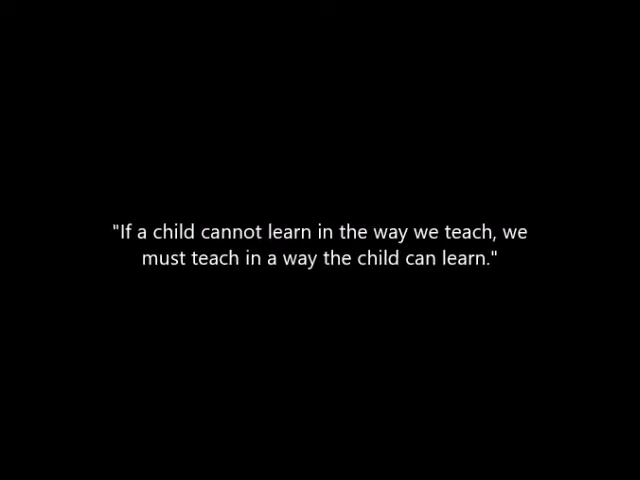 "If a child cannot learn in the way we teach, we
must teach in a way the child can learn."